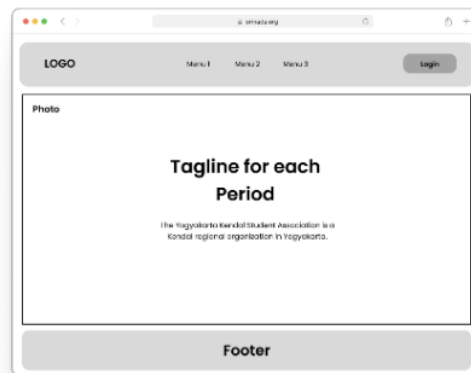 LOGO Menu 1 Menu 2 Menu 3 Login
Photo
Tagline for each
Period
The Yogyakarta Kendal Student Association is a
Kendal regional organization in Yogyakarta.
Footer